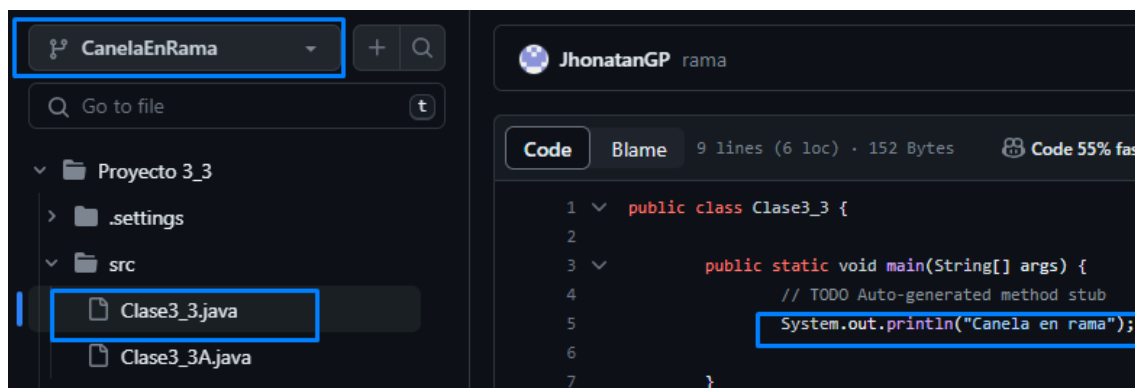 CanelaEnRama
Go to file
t
Proyecto 3_3
.settings
src
Clase3_3.java
Clase3_3A.java
JhonatanGP rama
Code Blame 9 lines (6 loc) · 152 Bytes Code 55% fas
1 public class Clase3_3 {
2
3 public static void main(String[] args) {
4 // TODO Auto-generated method stub
5 System.out.println("Canela en rama");
6
7 }